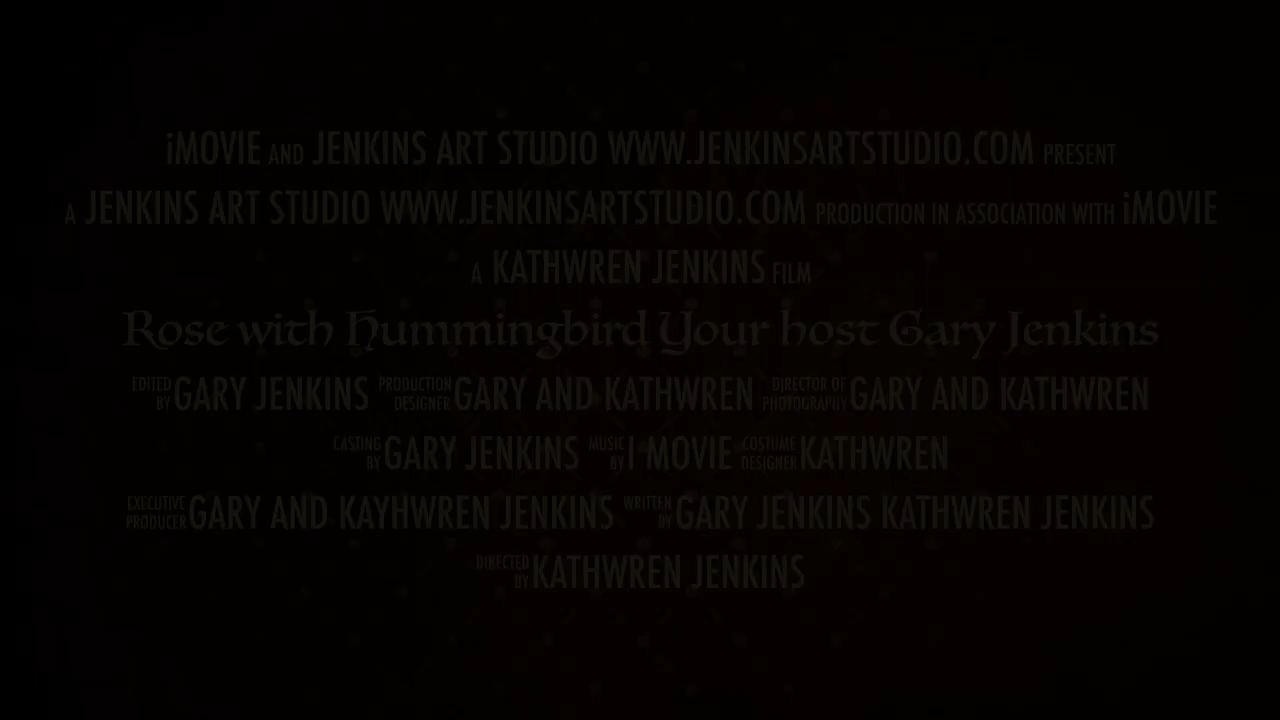 iMOVIE AND JENKINS ART STUDIO WWW.JENKINSARTSTUDIO.COM PRESENT
A JENKINS ART STUDIO WWW.JENKINSARTSTUDIO.COM PRODUCTION IN ASSOCIATION WITH iMOVIE
A KATHWREN JENKINS FILM
Rose with Hummingbird Your host Gary Jenkins
EDITED BY GARY JENKINS PRODUCTION DESIGNER GARY AND KATHWREN DIRECTOR OF PHOTOGRAPHY GARY AND KATHWREN
CASTING BY GARY JENKINS MUSIC BY I MOVIE COSTUME DESIGNER KATHWREN
EXECUTIVE PRODUCER GARY AND KAYHWREN JENKINS WRITTEN BY GARY JENKINS KATHWREN JENKINS
DIRECTED BY KATHWREN JENKINS